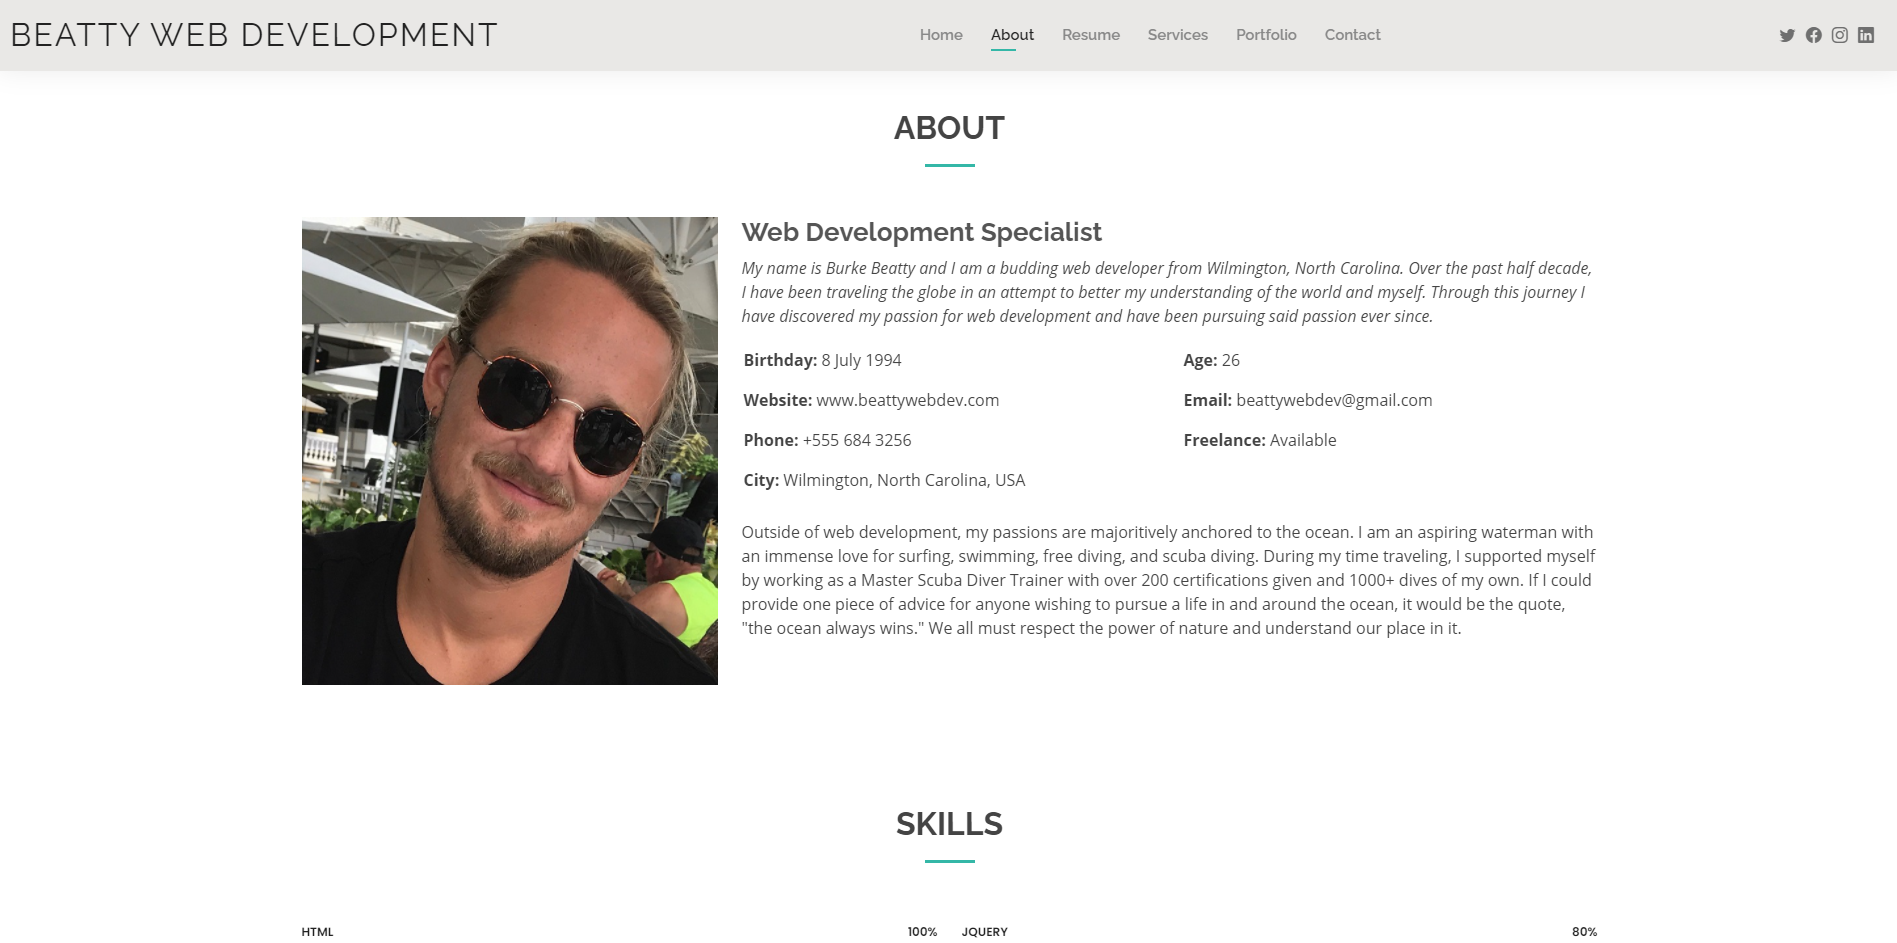 BEATTY WEB DEVELOPMENT
Home About Resume Services Portfolio Contact
ABOUT
Web Development Specialist
My name is Burke Beatty and I am a budding web developer from Wilmington, North Carolina. Over the past half decade,
I have been traveling the globe in an attempt to better my understanding of the world and myself. Through this journey I
have discovered my passion for web development and have been pursuing said passion ever since.
Birthday: 8 July 1994
Age: 26
Website: www.beattywebdev.com
Email: beattywebdev@gmail.com
Phone: +555 684 3256
Freelance: Available
City: Wilmington, North Carolina, USA
Outside of web development, my passions are majoritively anchored to the ocean. I am an aspiring waterman with
an immense love for surfing, swimming, free diving, and scuba diving. During my time traveling, I supported myself
by working as a Master Scuba Diver Trainer with over 200 certifications given and 1000+ dives of my own. If I could
provide one piece of advice for anyone wishing to pursue a life in and around the ocean, it would be the quote,
"the ocean always wins." We all must respect the power of nature and understand our place in it.
SKILLS
HTML 100% JQUERY 80%